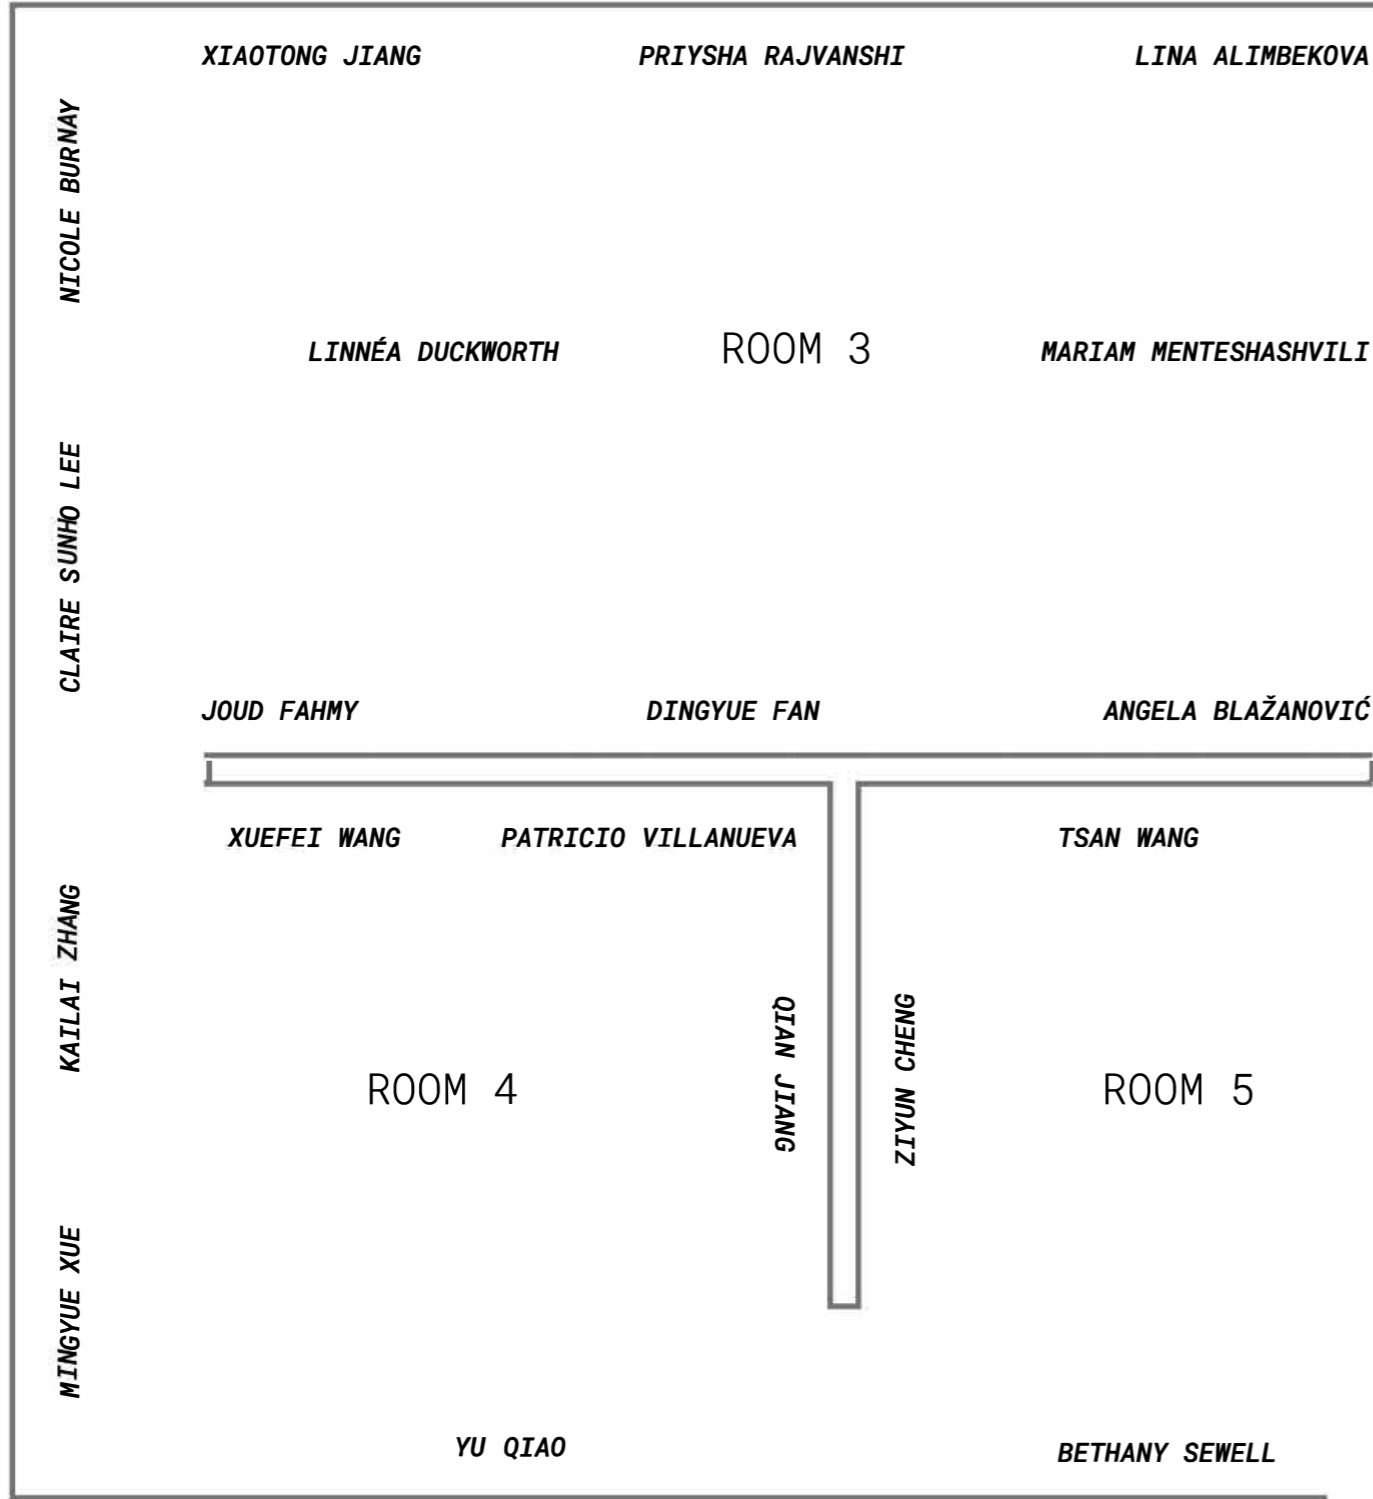 XIAOTONG JIANG
PRIYSHA RAJVANSHI
LINA ALIMBEKOVA
NICOLE BURNAY
LINNÉA DUCKWORTH
ROOM 3
MARIAM MENTESHASHVILI
CLAIRE SUNHO LEE
JOUD FAHMY
DINGYUE FAN
ANGELA BLAŽANOVIĆ
XUEFEI WANG
PATRICIO VILLANUEVA
TSAN WANG
KAILAI ZHANG
ROOM 4
QIAN JIANG
ZIYUN CHENG
ROOM 5
MINGYUE XUE
YU QIAO
BETHANY SEWELL